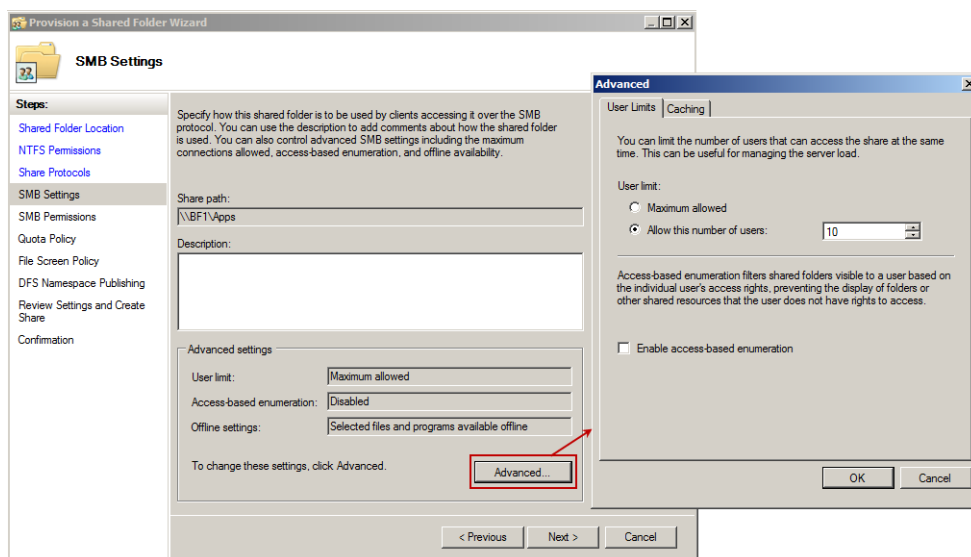 Provision a Shared Folder Wizard
SMB Settings
Steps:
Shared Folder Location
NTFS Permissions
Share Protocols
SMB Settings
SMB Permissions
Quota Policy
File Screen Policy
DFS Namespace Publishing
Review Settings and Create
Share
Confirmation
Specify how this shared folder is to be used by clients accessing it over the SMB
protocol. You can use the description to add comments about how the shared folder
is used. You can also control advanced SMB settings including the maximum
connections allowed, access-based enumeration, and offline availability.
Share path:
\\BF1\Apps
Description:
Advanced settings
User limit:
Maximum allowed
Access-based enumeration:
Disabled
Offline settings:
Selected files and programs available offline
To change these settings, click Advanced.
Advanced...
< Previous
Next >
Cancel
Advanced
User Limits
Caching
You can limit the number of users that can access the share at the same
time. This can be useful for managing the server load.
User limit:
Maximum allowed
Allow this number of users:
10
Access-based enumeration filters shared folders visible to a user based on
the individual user's access rights, preventing the display of folders or
other shared resources that the user does not have rights to access.
Enable access-based enumeration
OK
Cancel